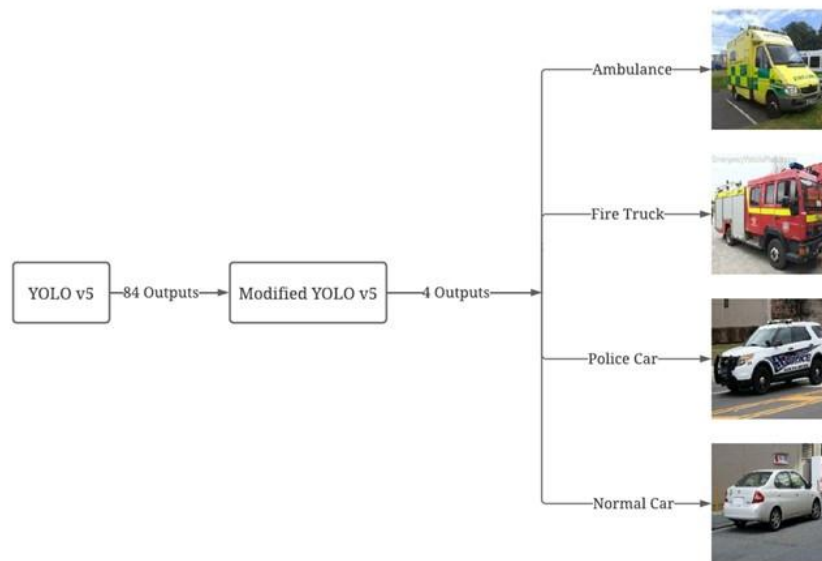 Ambulance
Fire Truck
YOLO v5
84 Outputs
Modified YOLO v5
4 Outputs
Police Car
Normal Car